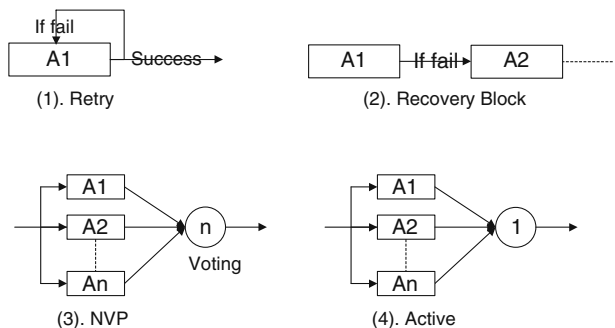 If fail
A1
Success
(1). Retry
A1
If fail
A2
(2). Recovery Block
A1
A2
An
n
Voting
(3). NVP
A1
A2
An
1
(4). Active